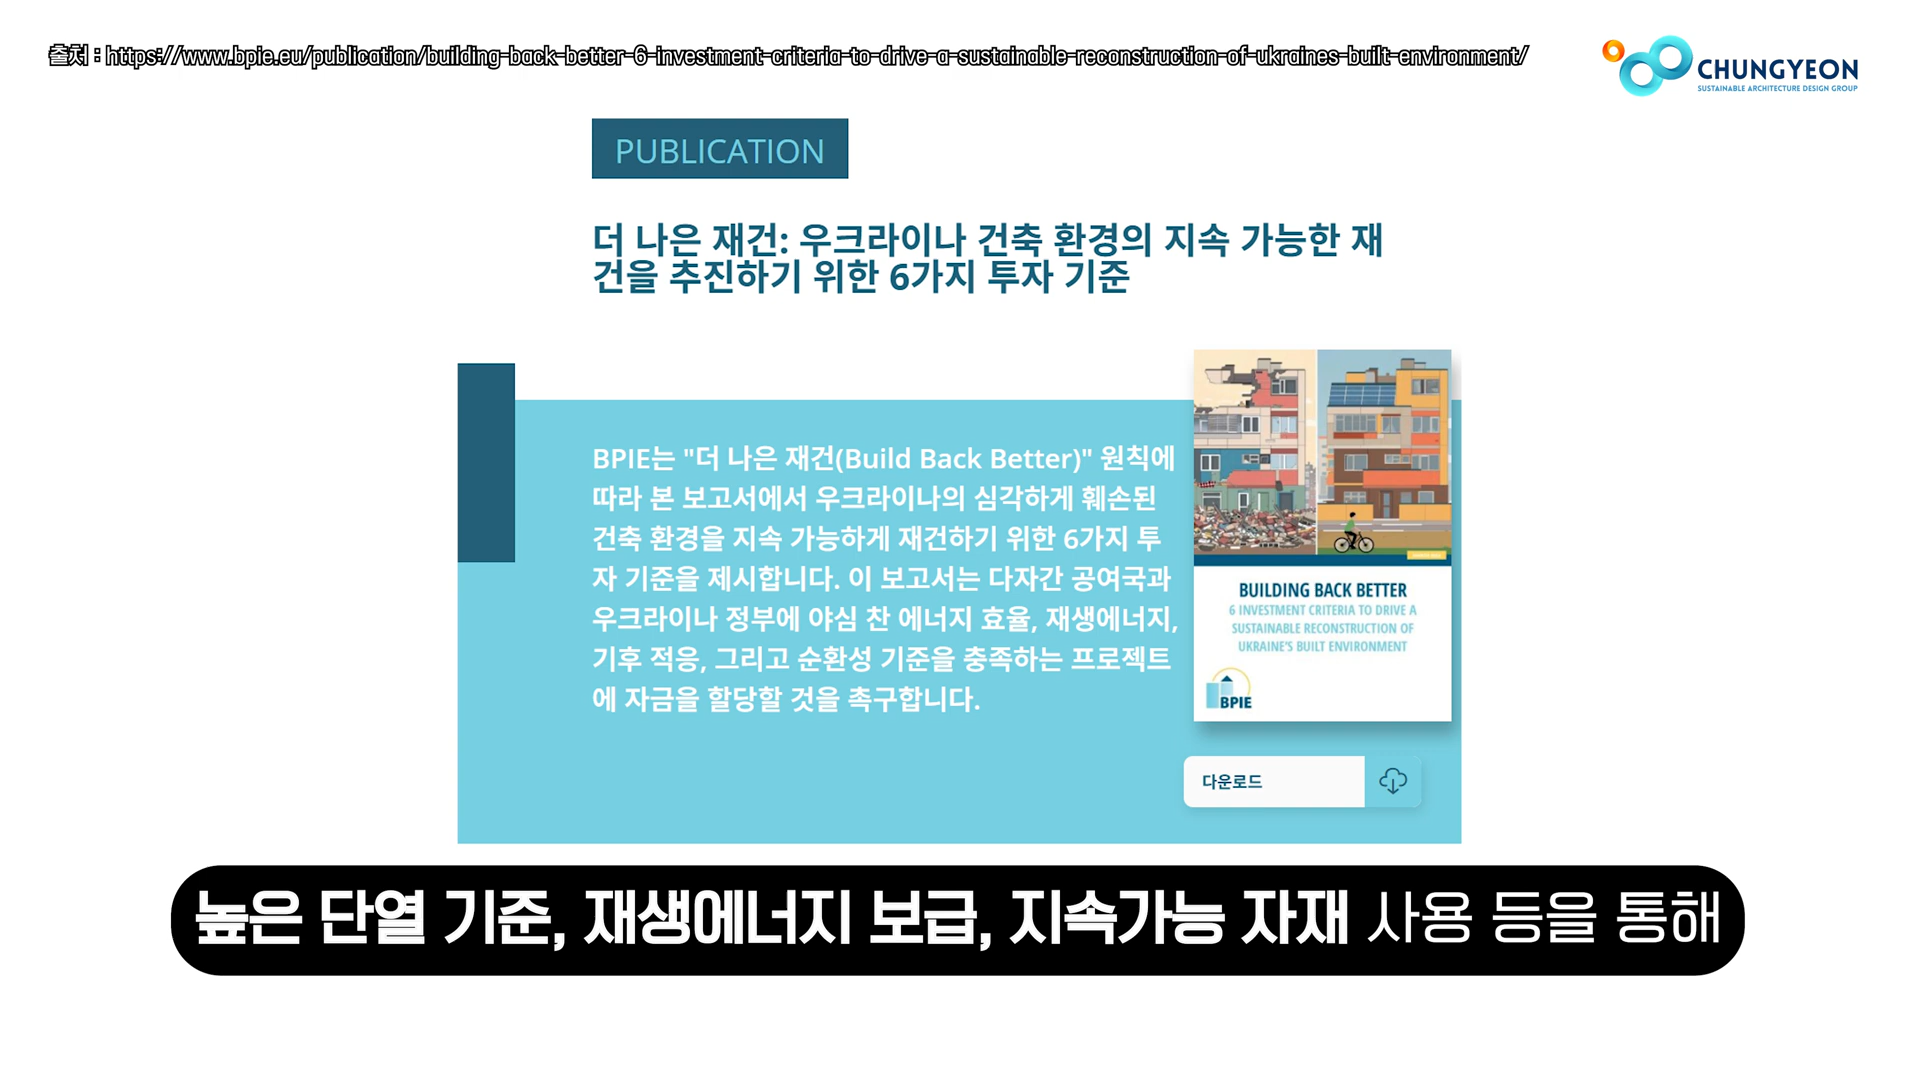 출처 : https://www.bpie.eu/publication/building-back-better-6-investment-criteria-to-drive-a-sustainable-reconstruction-of-ukraines-built-environment/
CHUNGYEON
SUSTAINABLE ARCHITECTURE DESIGN GROUP
PUBLICATION
더 나은 재건: 우크라이나 건축 환경의 지속 가능한 재
건을 추진하기 위한 6가지 투자 기준
BPIE는 "더 나은 재건(Build Back Better)" 원칙에
따라 본 보고서에서 우크라이나의 심각하게 훼손된
건축 환경을 지속 가능하게 재건하기 위한 6가지 투
자 기준을 제시합니다. 이 보고서는 다자간 공여국과
우크라이나 정부에 야심 찬 에너지 효율, 재생에너지,
기후 적응, 그리고 순환성 기준을 충족하는 프로젝트
에 자금을 할당할 것을 촉구합니다.
BUILDING BACK BETTER
6 INVESTMENT CRITERIA TO DRIVE A
SUSTAINABLE RECONSTRUCTION OF
UKRAINE'S BUILT ENVIRONMENT
BPIE
다운로드
높은 단열 기준, 재생에너지 보급, 지속가능 자재 사용 등을 통해